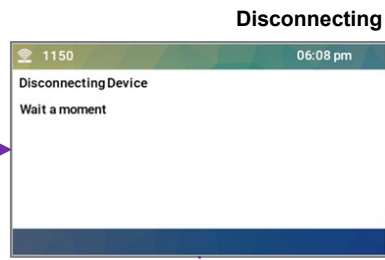 Disconnecting
1150 06:08 pm
Disconnecting Device
Wait a moment